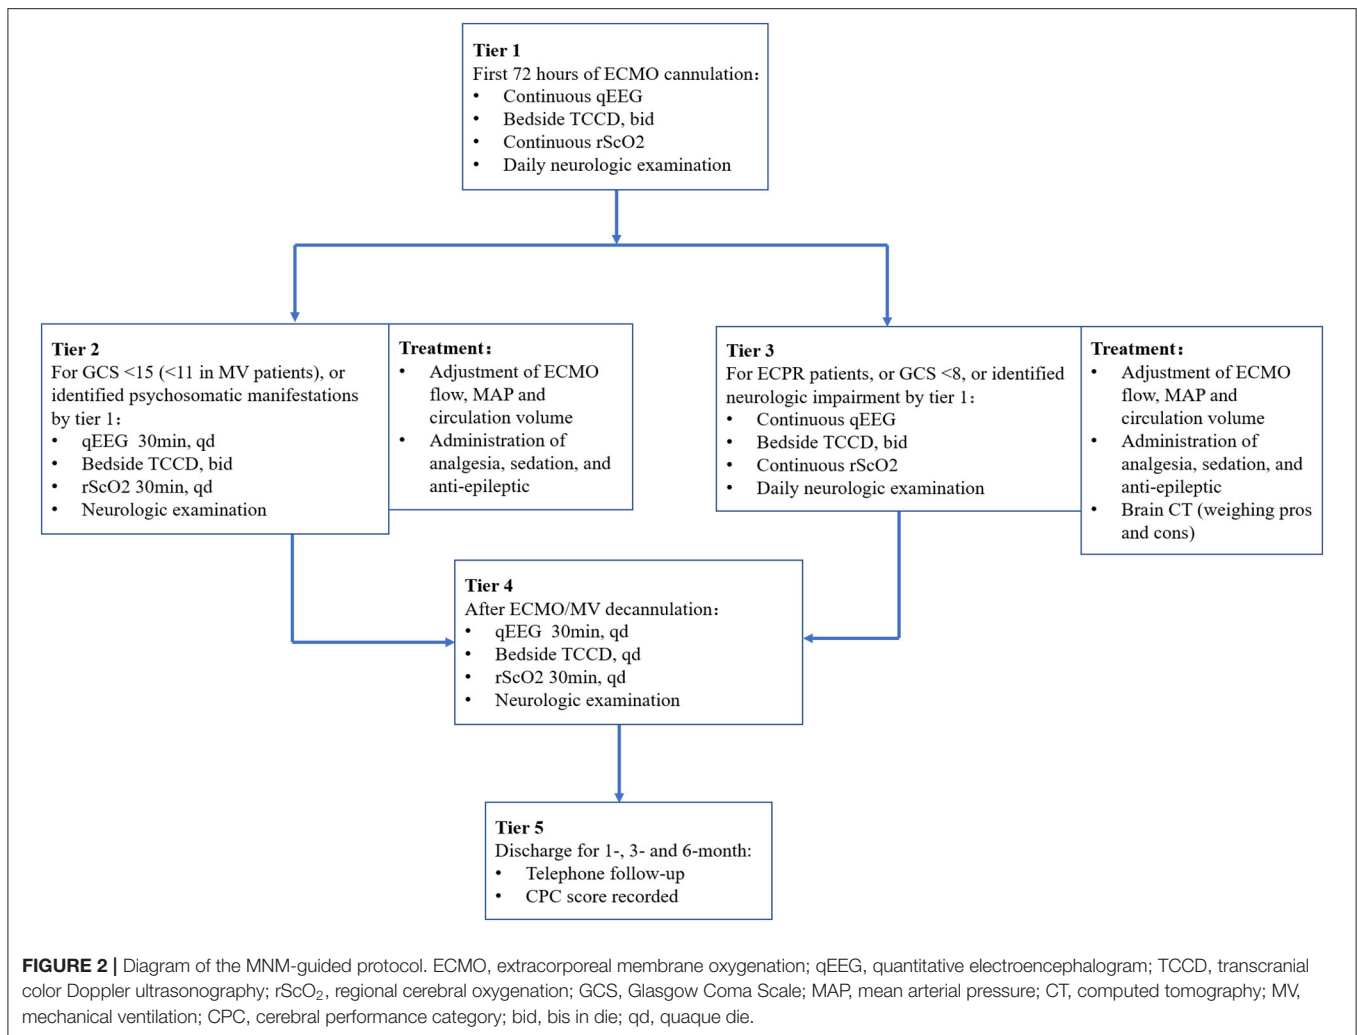 Tier 1
First 72 hours of ECMO cannulation：
• Continuous qEEG
• Bedside TCCD, bid
• Continuous rScO2
• Daily neurologic examination
Tier 2
For GCS <15 (<11 in MV patients), or
identified psychosomatic manifestations
by tier 1：
• qEEG  30min, qd
• Bedside TCCD, bid
• rScO2 30min, qd
• Neurologic examination
Treatment：
• Adjustment of ECMO
flow, MAP and
circulation volume
• Administration of
analgesia, sedation, and
anti-epileptic
Tier 3
For ECPR patients, or GCS <8, or identified
neurologic impairment by tier 1：
• Continuous qEEG
• Bedside TCCD, bid
• Continuous rScO2
• Daily neurologic examination
Treatment：
• Adjustment of ECMO
flow, MAP and
circulation volume
• Administration of
analgesia, sedation, and
anti-epileptic
• Brain CT (weighing pros
and cons)
Tier 4
After ECMO/MV decannulation：
• qEEG  30min, qd
• Bedside TCCD, qd
• rScO2 30min, qd
• Neurologic examination
Tier 5
Discharge for 1-, 3- and 6-month:
• Telephone follow-up
• CPC score recorded
FIGURE 2 | Diagram of the MNM-guided protocol. ECMO, extracorporeal membrane oxygenation; qEEG, quantitative electroencephalogram; TCCD, transcranial
color Doppler ultrasonography; rScO₂, regional cerebral oxygenation; GCS, Glasgow Coma Scale; MAP, mean arterial pressure; CT, computed tomography; MV,
mechanical ventilation; CPC, cerebral performance category; bid, bis in die; qd, quaque die.